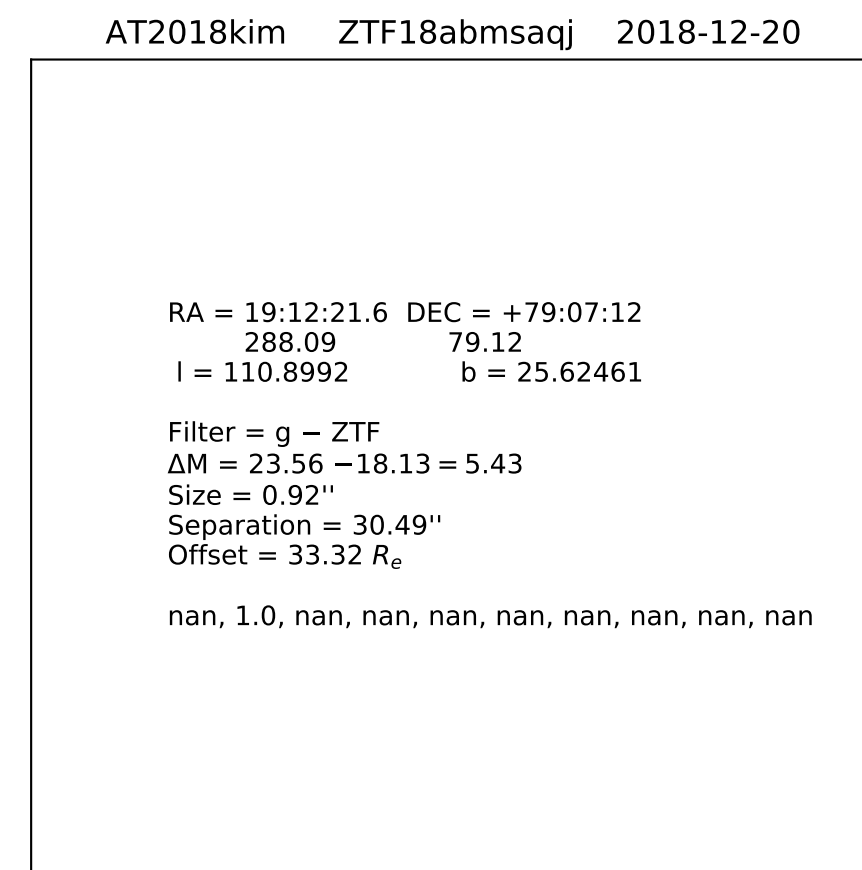 AT2018kim ZTF18abmsaqj 2018-12-20
RA = 19:12:21.6 DEC = +79:07:12
288.09 79.12
l = 110.8992 b = 25.62461
Filter = g − ZTF
ΔM = 23.56 −18.13 = 5.43
Size = 0.92''
Separation = 30.49''
Offset = 33.32 Re
nan, 1.0, nan, nan, nan, nan, nan, nan, nan, nan